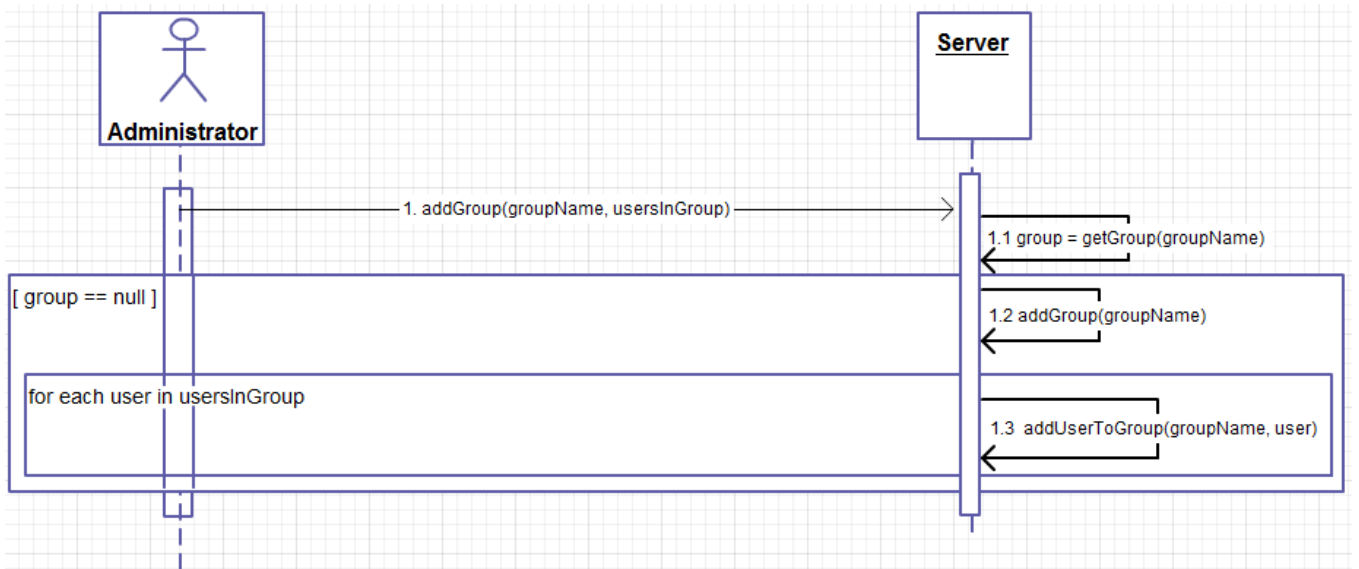 Administrator
Server
1. addGroup(groupName, usersInGroup)
1.1 group = getGroup(groupName)
[ group == null ]
1.2 addGroup(groupName)
for each user in usersInGroup
1.3 addUserToGroup(groupName, user)